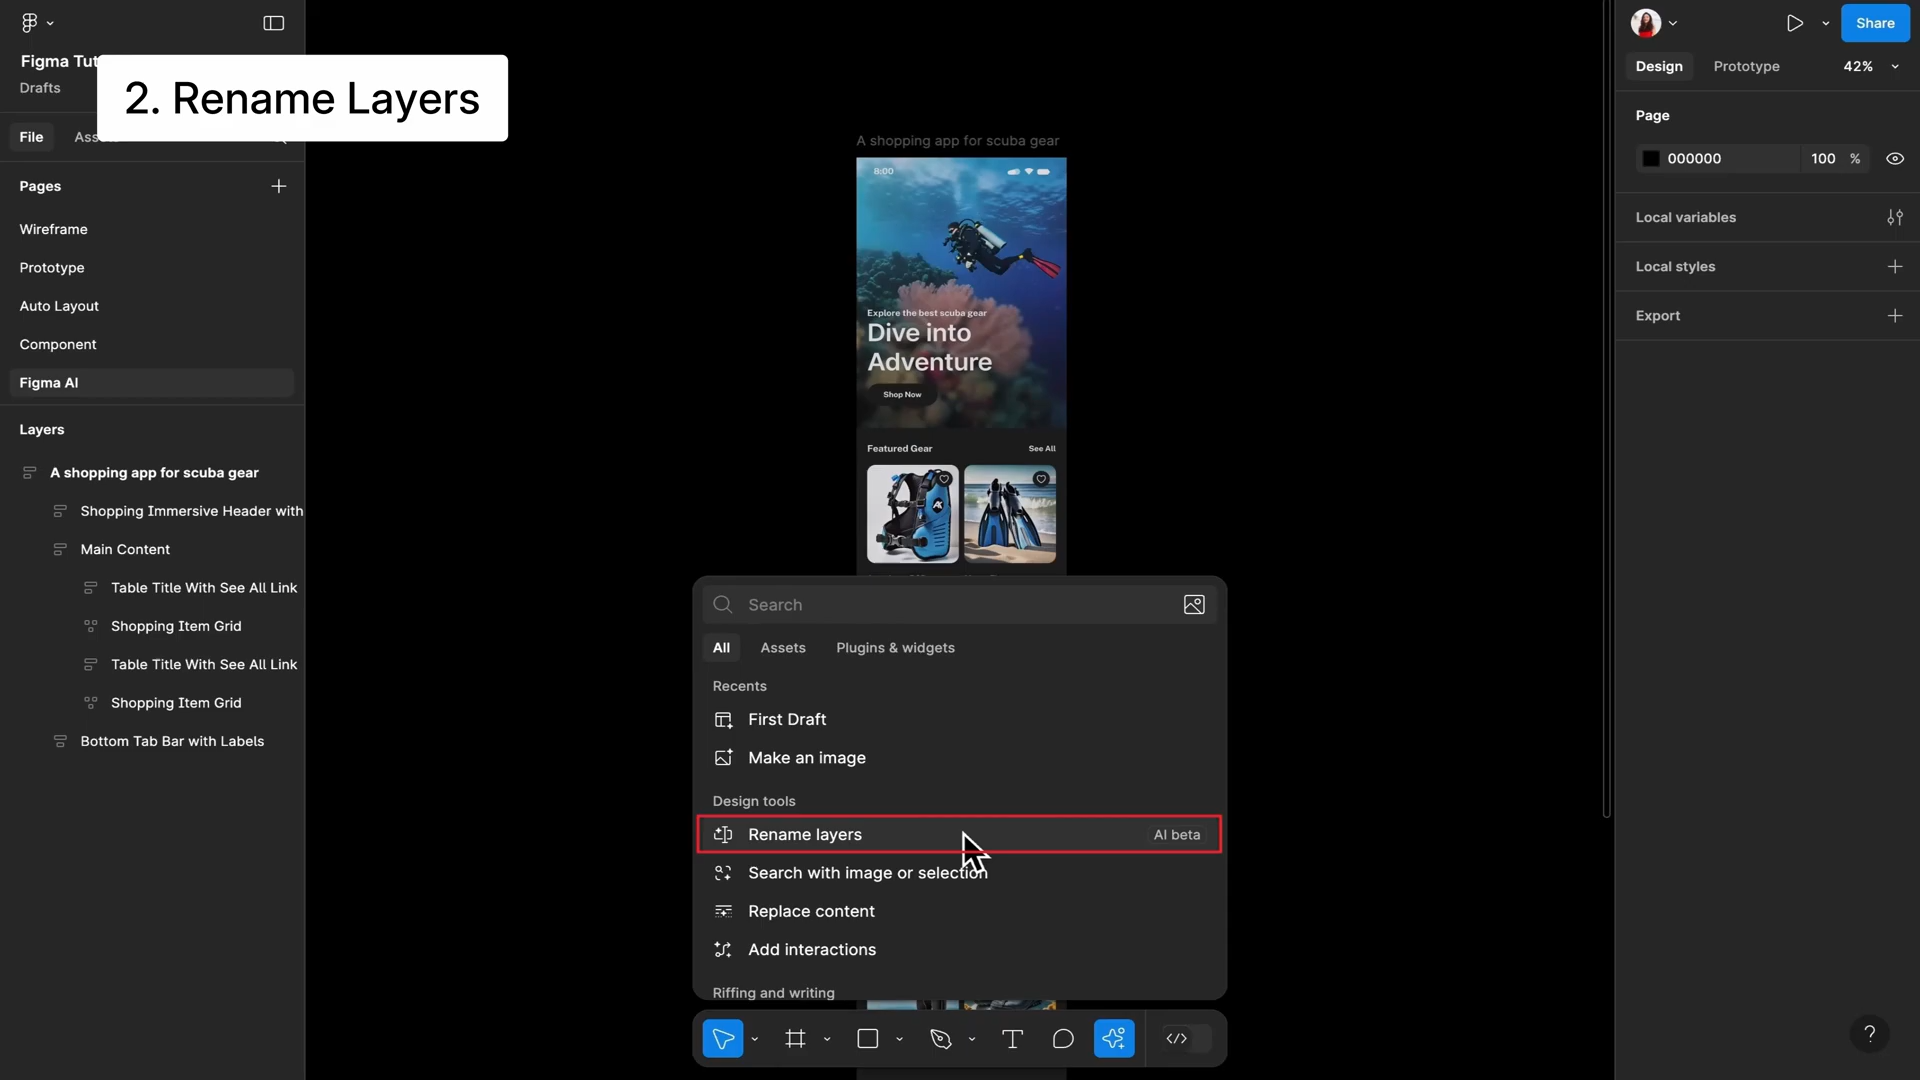 Figma Tut
Drafts
2. Rename Layers
File
Pages
Wireframe
Prototype
Auto Layout
Component
Figma AI
Layers
A shopping app for scuba gear
Shopping Immersive Header with
Main Content
Table Title With See All Link
Shopping Item Grid
Table Title With See All Link
Shopping Item Grid
Bottom Tab Bar with Labels
A shopping app for scuba gear
8:00
Explore the best scuba gear
Dive into
Adventure
Shop Now
Featured Gear See All
Search
All Assets Plugins & widgets
Recents
First Draft
Make an image
Design tools
Rename layers AI beta
Search with image or selection
Replace content
Add interactions
Riffing and writing
Share
Design Prototype 42%
Page
000000 100 %
Local variables
Local styles
Export
?